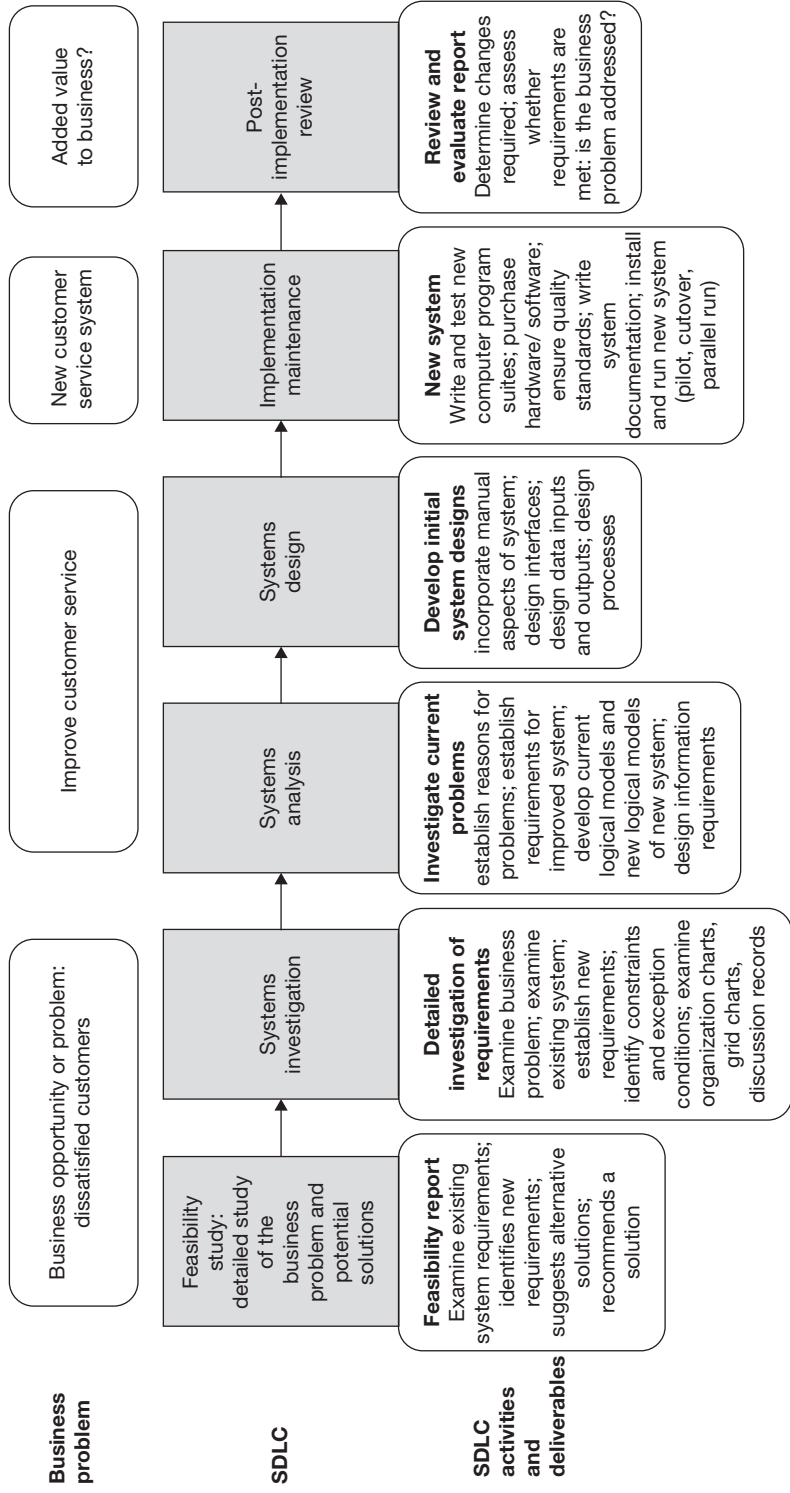 Business
problem
Business opportunity or problem:
dissatisfied customers
Improve customer service
New customer
service system
Added value
to business?
SDLC
Feasibility
study:
detailed study
of the
business
problem and
potential
solutions
Systems
investigation
Systems
analysis
Systems
design
Implementation
maintenance
Post-
implementation
review
SDLC
activities
and
deliverables
Feasibility report
Examine existing
system requirements;
identifies new
requirements;
suggests alternative
solutions;
recommends a
solution
Detailed
investigation of
requirements
Examine business
problem; examine
existing system;
establish new
requirements;
identify constraints
and exception
conditions; examine
organization charts,
grid charts,
discussion records
Investigate current
problems
establish reasons for
problems; establish
requirements for
improved system;
develop current
logical models and
new logical models
of new system;
design information
requirements
Develop initial
system designs
incorporate manual
aspects of system;
design interfaces;
design data inputs
and outputs; design
processes
New system
Write and test new
computer program
suites; purchase
hardware/ software;
ensure quality
standards; write
system
documentation; install
and run new system
(pilot, cutover,
parallel run)
Review and
evaluate report
Determine changes
required; assess
whether
requirements are
met: is the business
problem addressed?